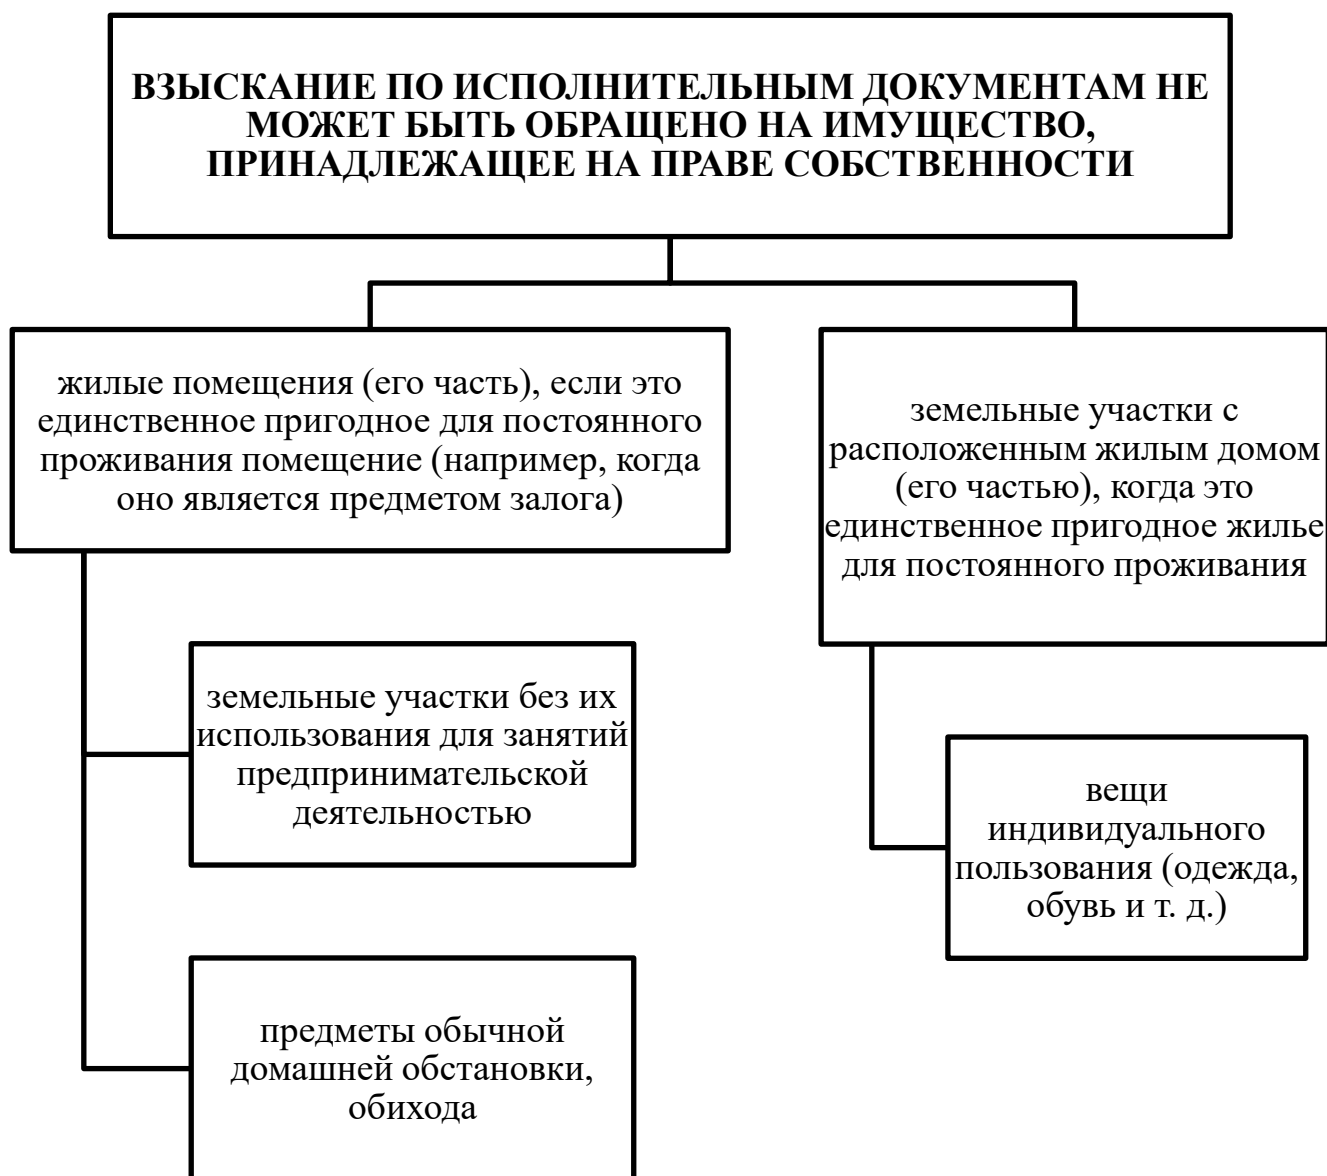 ВЗЫСКАНИЕ ПО ИСПОЛНИТЕЛЬНЫМ ДОКУМЕНТАМ НЕ
МОЖЕТ БЫТЬ ОБРАЩЕНО НА ИМУЩЕСТВО,
ПРИНАДЛЕЖАЩЕЕ НА ПРАВЕ СОБСТВЕННОСТИ
жилые помещения (его часть), если это
единственное пригодное для постоянного
проживания помещение (например, когда
оно является предметом залога)
земельные участки с
расположенным жилым домом
(его частью), когда это
единственное пригодное жилье
для постоянного проживания
земельные участки без их
использования для занятий
предпринимательской
деятельностью
вещи
индивидуального
пользования (одежда,
обувь и т. д.)
предметы обычной
домашней обстановки,
обихода